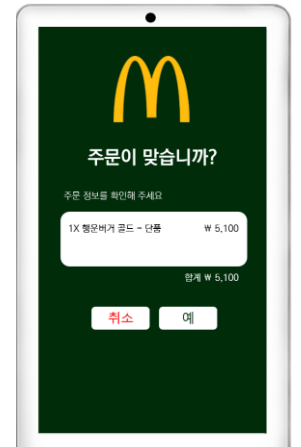 주문이 맞습니까?
주문 정보를 확인해 주세요
1X 행운버거 골드 - 단품 ₩ 5,100
합계 ₩ 5,100
취소 예